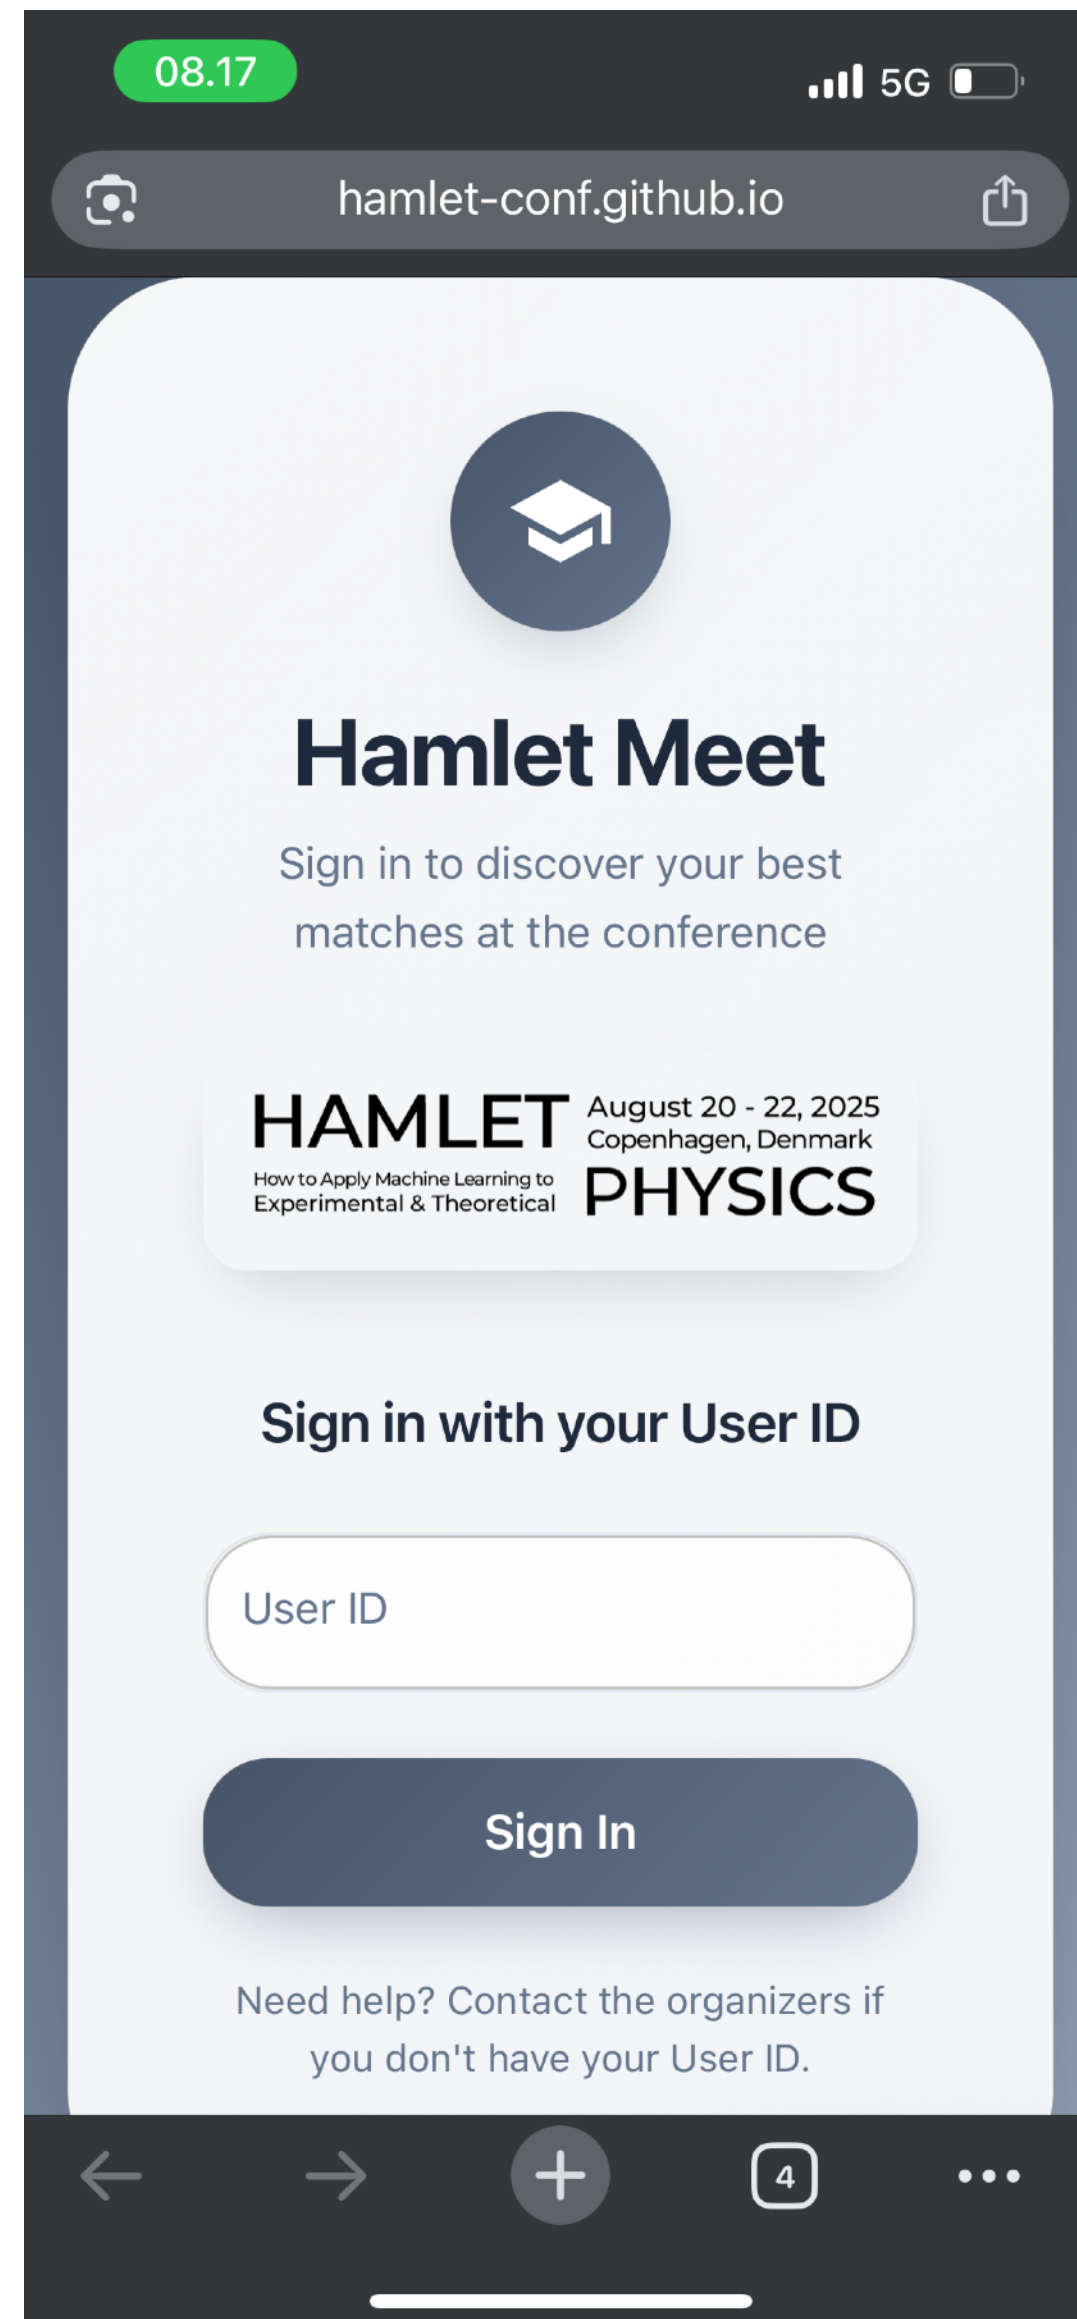 08.17
5G
hamlet-conf.github.io
Hamlet Meet
Sign in to discover your best
matches at the conference
HAMLET
How to Apply Machine Learning to
Experimental & Theoretical
August 20 - 22, 2025
Copenhagen, Denmark
PHYSICS
Sign in with your User ID
User ID
Sign In
Need help? Contact the organizers if
you don't have your User ID.
4